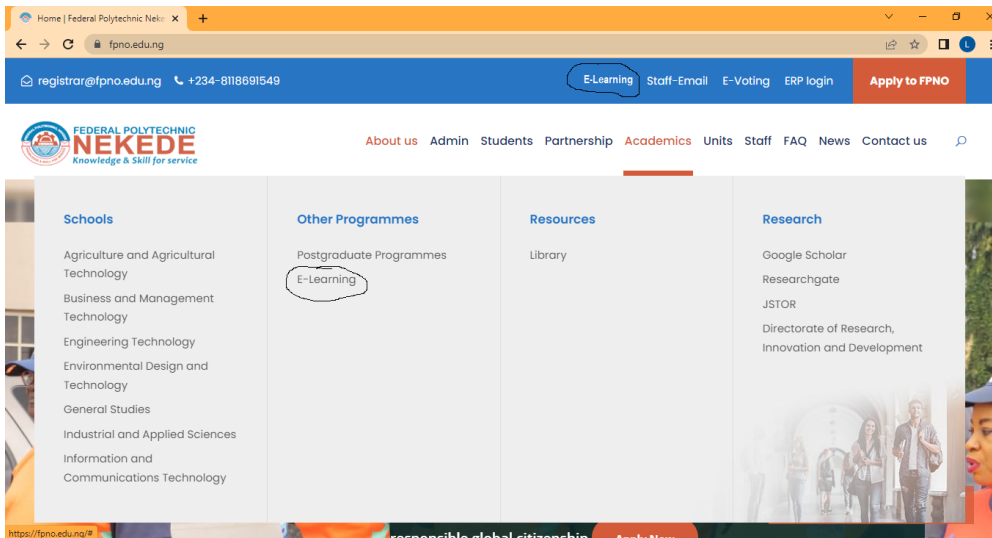 Home | Federal Polytechnic Neke
fpno.edu.ng
L
registrar@fpno.edu.ng +234-8118691549 E-Learning Staff-Email E-Voting ERP login Apply to FPNO
FEDERAL POLYTECHNIC
NEKEDE
Knowledge & Skill for service
About us Admin Students Partnership Academics Units Staff FAQ News Contact us
Schools
Agriculture and Agricultural
Technology
Business and Management
Technology
Engineering Technology
Environmental Design and
Technology
General Studies
Industrial and Applied Sciences
Information and
Communications Technology
Other Programmes
Postgraduate Programmes
E-Learning
Resources
Library
Research
Google Scholar
Researchgate
JSTOR
Directorate of Research,
Innovation and Development
responsible global citizenship Apply Now
https://fpno.edu.ng/#